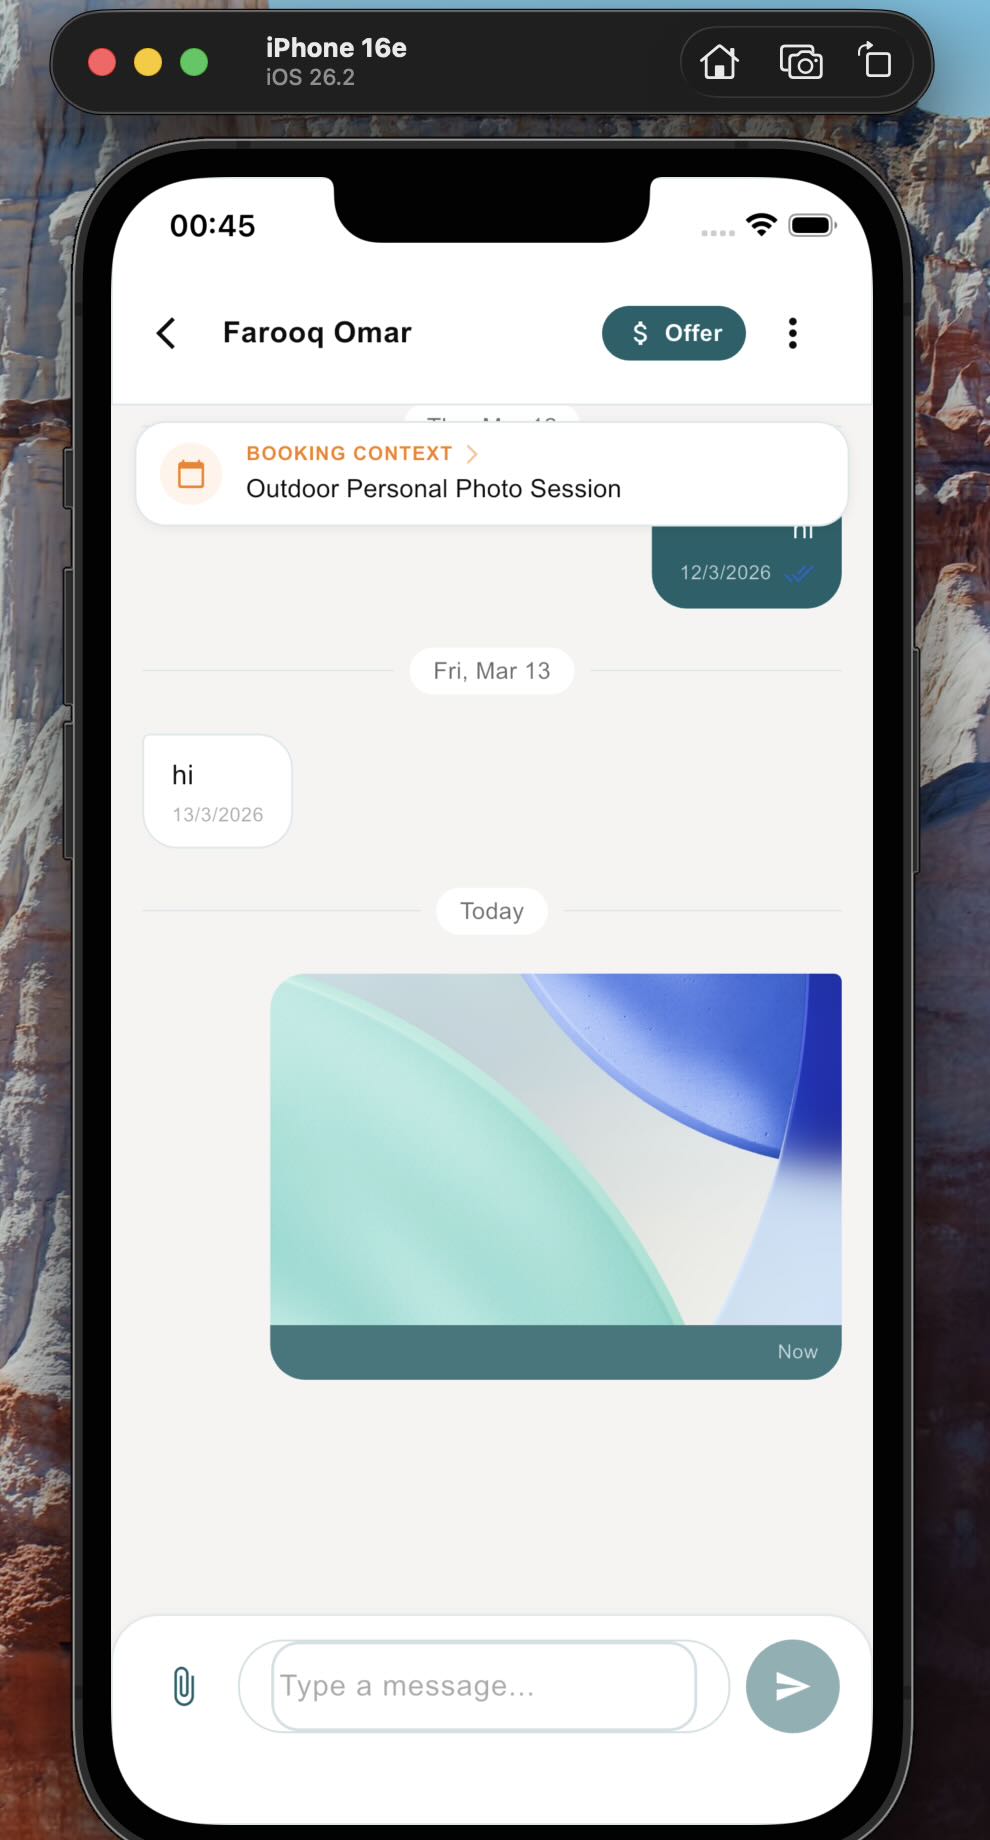 iPhone 16e
iOS 26.2
00:45
Farooq Omar
$ Offer
BOOKING CONTEXT
Outdoor Personal Photo Session
hi
12/3/2026
Fri, Mar 13
hi
13/3/2026
Today
Now
Type a message...